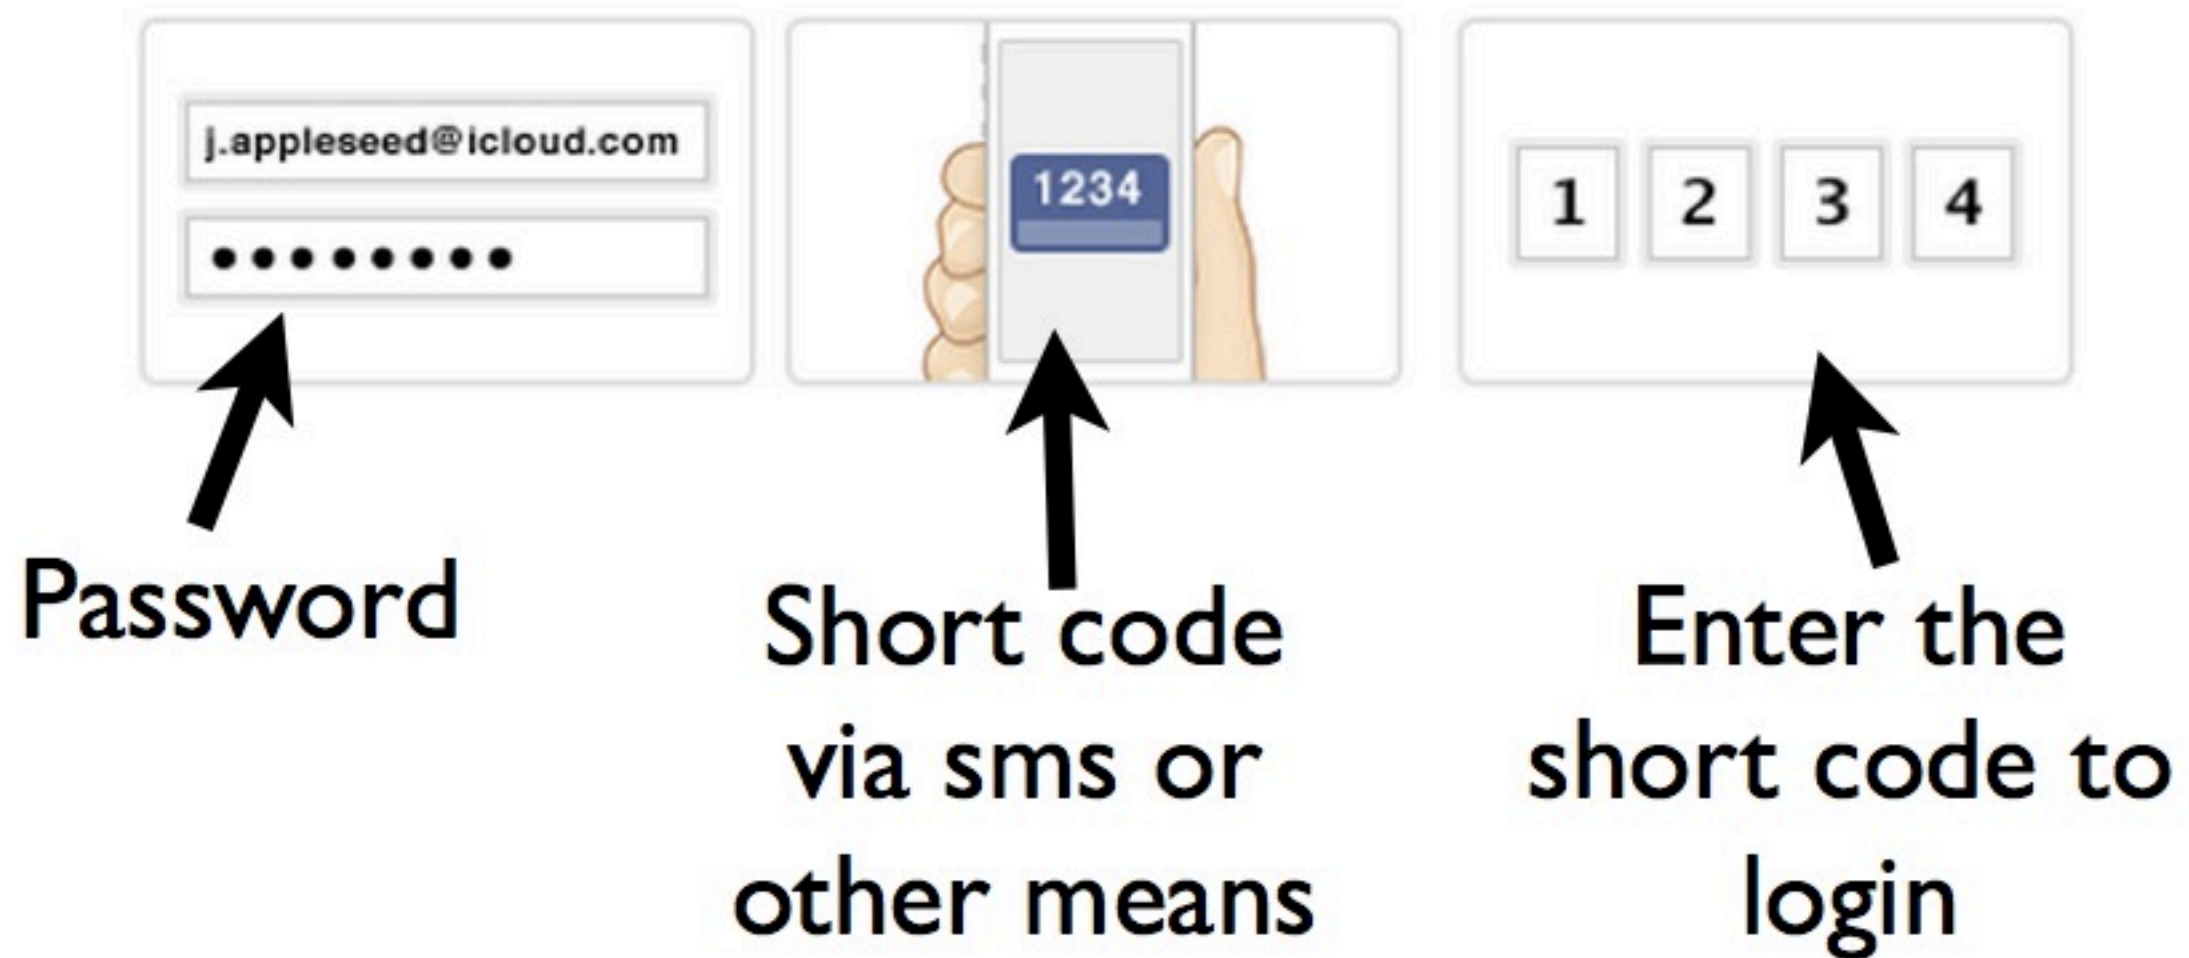 j.appleseed@icloud.com
••••••••
1234
1 2 3 4
Password
Short code
via sms or
other means
Enter the
short code to
login